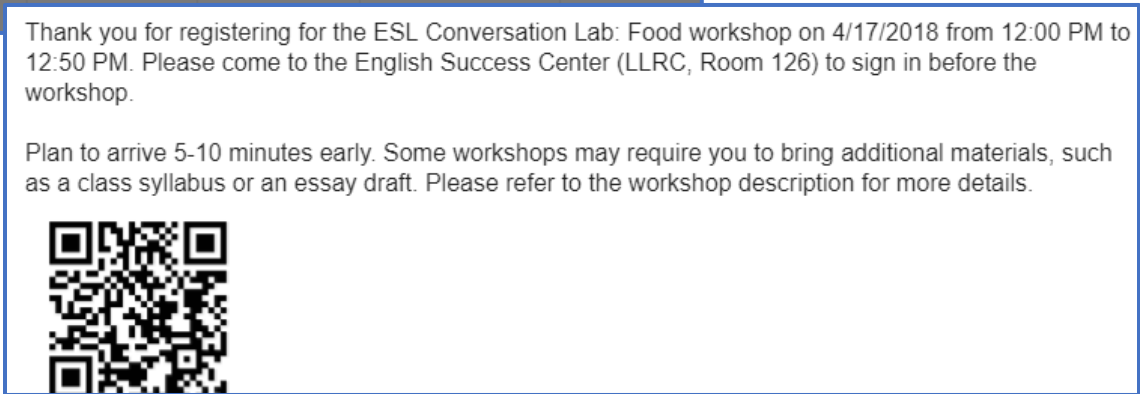 Thank you for registering for the ESL Conversation Lab: Food workshop on 4/17/2018 from 12:00 PM to
12:50 PM. Please come to the English Success Center (LLRC, Room 126) to sign in before the
workshop.
Plan to arrive 5-10 minutes early. Some workshops may require you to bring additional materials, such
as a class syllabus or an essay draft. Please refer to the workshop description for more details.